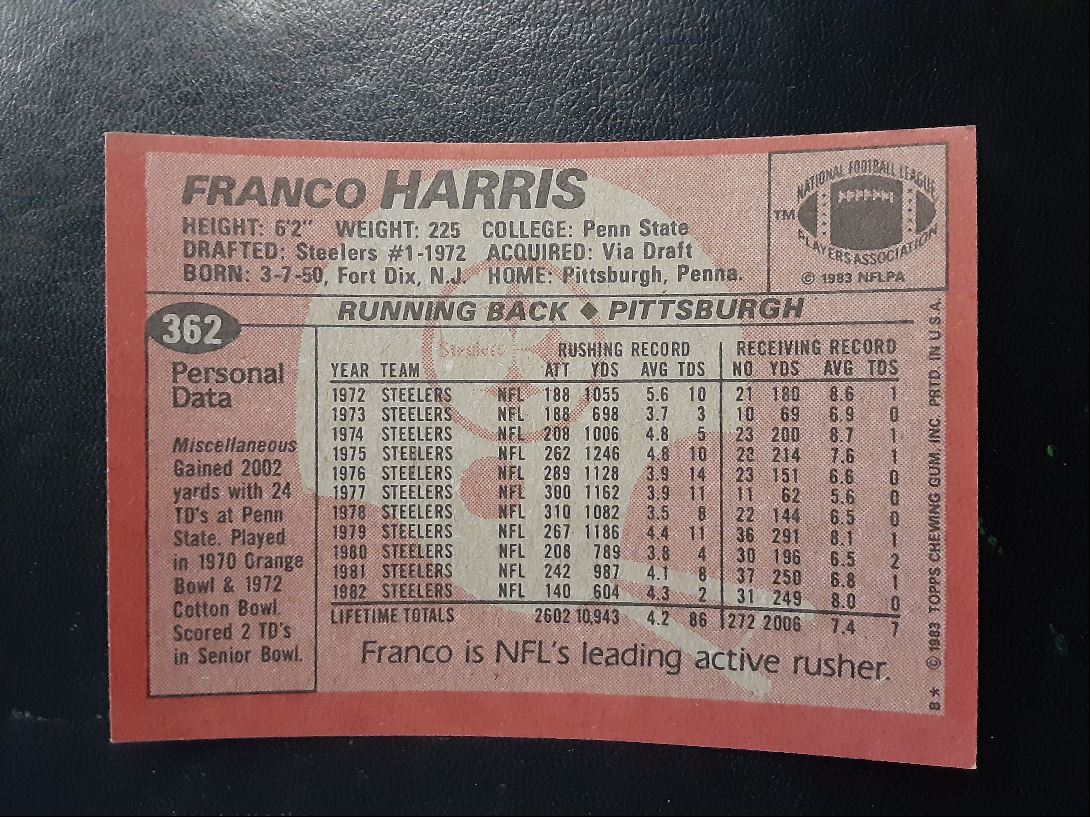 FRANCO HARRIS
HEIGHT: 6'2" WEIGHT: 225 COLLEGE: Penn State
DRAFTED: Steelers #1-1972 ACQUIRED: Via Draft
BORN: 3-7-50, Fort Dix, N.J. HOME: Pittsburgh, Penna.
NATIONAL FOOTBALL LEAGUE
TM
PLAYERS ASSOCIATION
© 1983 NFLPA
RUNNING BACK ◆ PITTSBURGH
362
Personal
Data
Miscellaneous
Gained 2002
yards with 24
TD's at Penn
State. Played
in 1970 Orange
Bowl & 1972
Cotton Bowl.
Scored 2 TD's
in Senior Bowl.
Steelers
RUSHING RECORD RECEIVING RECORD
YEAR TEAM ATT YDS AVG TDS NO YDS AVG TDS
1972 STEELERS NFL 188 1055 5.6 10 21 180 8.6 1
1973 STEELERS NFL 188 698 3.7 3 10 69 6.9 0
1974 STEELERS NFL 208 1006 4.8 5 23 200 8.7 1
1975 STEELERS NFL 262 1246 4.8 10 28 214 7.6 1
1976 STEELERS NFL 289 1128 3.9 14 23 151 6.6 0
1977 STEELERS NFL 300 1162 3.9 11 11 62 5.6 0
1978 STEELERS NFL 310 1082 3.5 8 22 144 6.5 0
1979 STEELERS NFL 267 1186 4.4 11 36 291 8.1 1
1980 STEELERS NFL 208 789 3.8 4 30 196 6.5 2
1981 STEELERS NFL 242 987 4.1 8 37 250 6.8 1
1982 STEELERS NFL 140 604 4.3 2 31 249 8.0 0
LIFETIME TOTALS 2602 10,943 4.2 86 272 2006 7.4 7
Franco is NFL's leading active rusher.
B★ © 1983 TOPPS CHEWING GUM, INC. PRTD IN U.S.A.